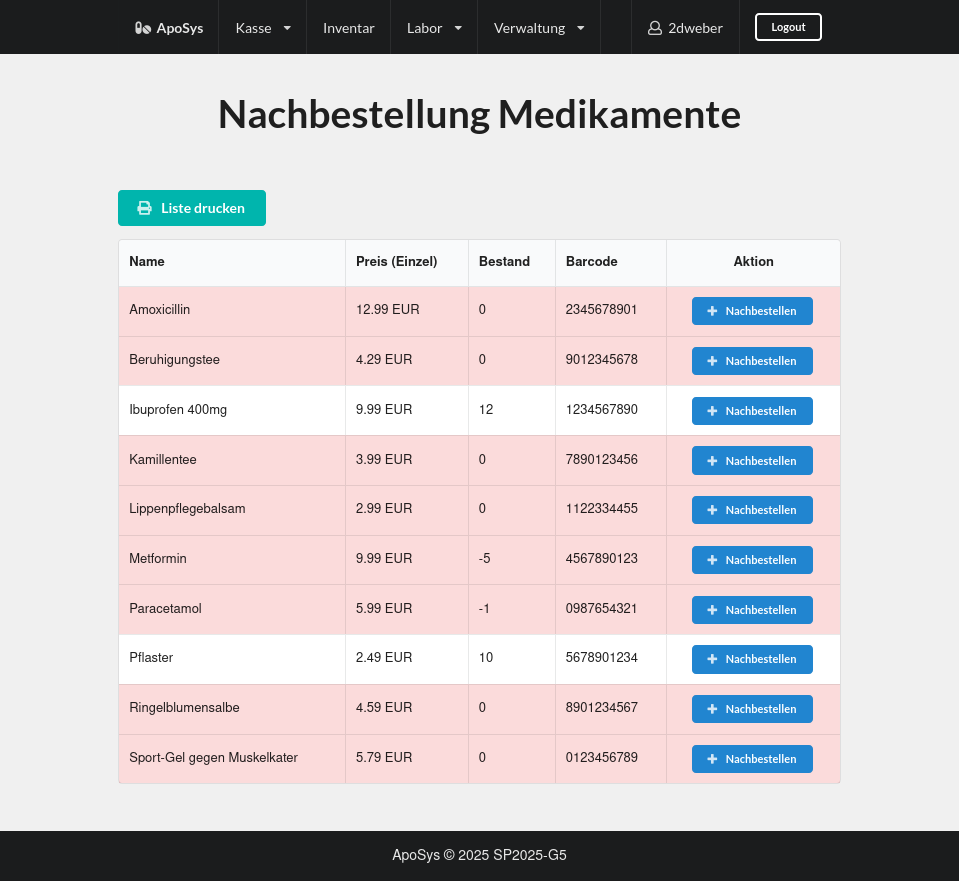 ApoSys Kasse Inventar Labor Verwaltung 2dweber Logout
Nachbestellung Medikamente
Liste drucken
Name Preis (Einzel) Bestand Barcode Aktion
Amoxicillin 12.99 EUR 0 2345678901 Nachbestellen
Beruhigungstee 4.29 EUR 0 9012345678 Nachbestellen
Ibuprofen 400mg 9.99 EUR 12 1234567890 Nachbestellen
Kamillentee 3.99 EUR 0 7890123456 Nachbestellen
Lippenpflegebalsam 2.99 EUR 0 1122334455 Nachbestellen
Metformin 9.99 EUR -5 4567890123 Nachbestellen
Paracetamol 5.99 EUR -1 0987654321 Nachbestellen
Pflaster 2.49 EUR 10 5678901234 Nachbestellen
Ringelblumensalbe 4.59 EUR 0 8901234567 Nachbestellen
Sport-Gel gegen Muskelkater 5.79 EUR 0 0123456789 Nachbestellen
ApoSys © 2025 SP2025-G5